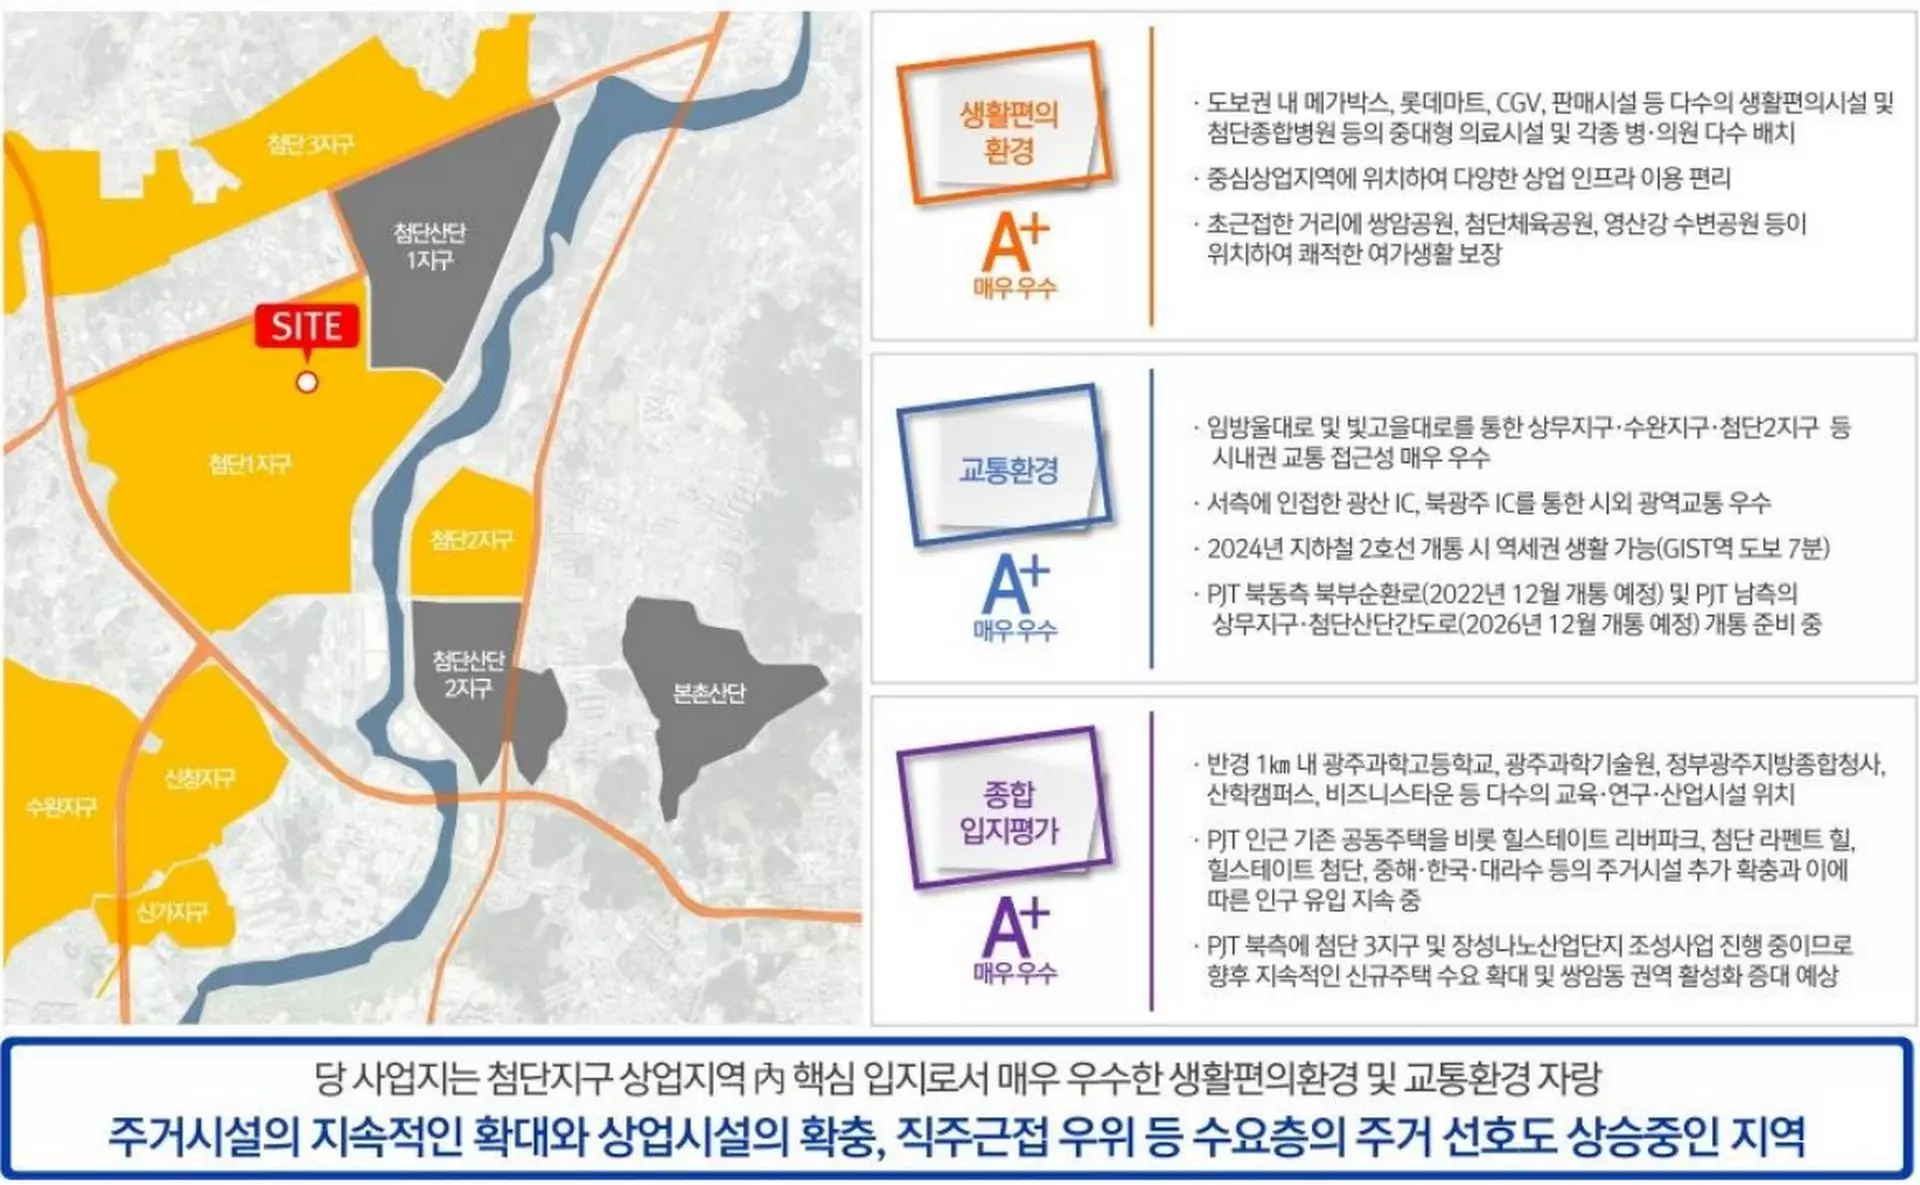 첨단3지구
첨단산단
1지구
SITE
첨단1지구
첨단2지구
첨단산단
2지구
본촌산단
신창지구
수완지구
신가지구
생활편의
환경
A+
매우 우수
· 도보권 내 메가박스, 롯데마트, CGV, 판매시설 등 다수의 생활편의시설 및
첨단종합병원 등의 중대형 의료시설 및 각종 병·의원 다수 배치
· 중심상업지역에 위치하여 다양한 상업 인프라 이용 편리
· 초근접한 거리에 쌍암공원, 첨단체육공원, 영산강 수변공원 등이
위치하여 쾌적한 여가생활 보장
교통환경
A+
매우 우수
· 임방울대로 및 빛고을대로를 통한 상무지구·수완지구·첨단2지구 등
시내권 교통 접근성 매우 우수
· 서측에 인접한 광산 IC, 북광주 IC를 통한 시외 광역교통 우수
· 2024년 지하철 2호선 개통 시 역세권 생활 가능(GIST역 도보 7분)
· PJT 북동측 북부순환로(2022년 12월 개통 예정) 및 PJT 남측의
상무지구·첨단산단간도로(2026년 12월 개통 예정) 개통 준비 중
종합
입지평가
A+
매우 우수
· 반경 1㎞ 내 광주과학고등학교, 광주과학기술원, 정부광주지방종합청사,
산학캠퍼스, 비즈니스타운 등 다수의 교육·연구·산업시설 위치
· PJT 인근 기존 공동주택을 비롯 힐스테이트 리버파크, 첨단 라펜트 힐,
힐스테이트 첨단, 중해·한국·대라수 등의 주거시설 추가 확충과 이에
따른 인구 유입 지속 중
· PJT 북측에 첨단 3지구 및 장성나노산업단지 조성사업 진행 중이므로
향후 지속적인 신규주택 수요 확대 및 쌍암동 권역 활성화 증대 예상
당 사업지는 첨단지구 상업지역 內 핵심 입지로서 매우 우수한 생활편의환경 및 교통환경 자랑
주거시설의 지속적인 확대와 상업시설의 확충, 직주근접 우위 등 수요층의 주거 선호도 상승중인 지역